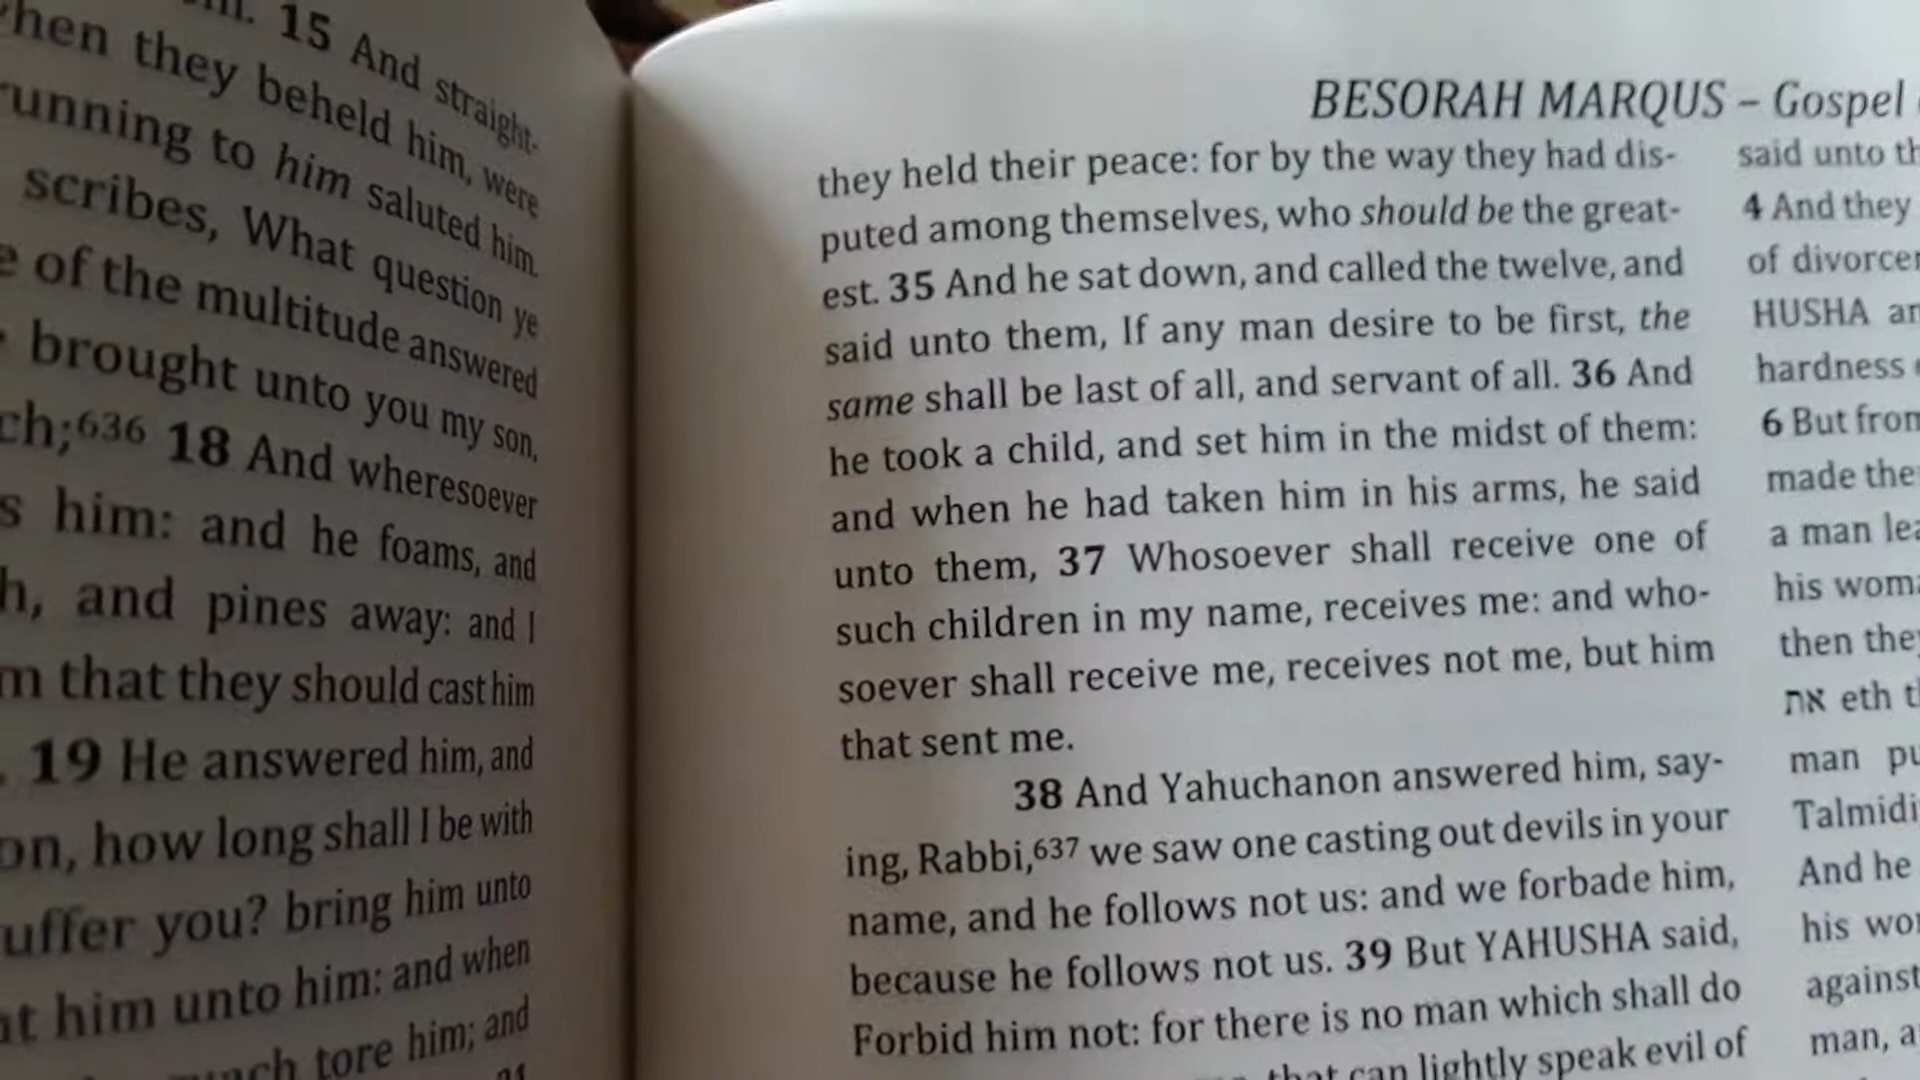 15 And straight-
when they beheld him, were
running to him saluted him.
scribes, What question ye
of the multitude answered
brought unto you my son,
ch;636 18 And wheresoever
him: and he foams, and
and pines away: and I
that they should cast him
19 He answered him, and
how long shall I be with
suffer you? bring him unto
him unto him: and when
tore him; and
BESORAH MARQUS – Gospel
they held their peace: for by the way they had dis-
puted among themselves, who should be the great-
est. 35 And he sat down, and called the twelve, and
said unto them, If any man desire to be first, the
same shall be last of all, and servant of all. 36 And
he took a child, and set him in the midst of them:
and when he had taken him in his arms, he said
unto them, 37 Whosoever shall receive one of
such children in my name, receives me: and who-
soever shall receive me, receives not me, but him
that sent me.
38 And Yahuchanon answered him, say-
ing, Rabbi,637 we saw one casting out devils in your
name, and he follows not us: and we forbade him,
because he follows not us. 39 But YAHUSHA said,
Forbid him not: for there is no man which shall do
that can lightly speak evil of
said unto
4 And they
of divorce
HUSHA
hardness
6 But from
made
a man
his
then
את eth
man
And he
his
against
man,